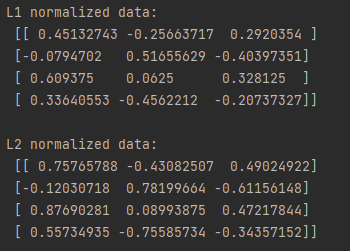 L1 normalized data:
[[ 0.45132743 -0.25663717  0.2920354 ]
[-0.0794702   0.51655629 -0.40397351]
[ 0.609375    0.0625      0.328125  ]
[ 0.33640553 -0.4562212  -0.20737327]]
L2 normalized data:
[[ 0.75765788 -0.43082507  0.49024922]
[-0.12030718  0.78199664 -0.61156148]
[ 0.87690281  0.08993875  0.47217844]
[ 0.55734935 -0.75585734 -0.34357152]]